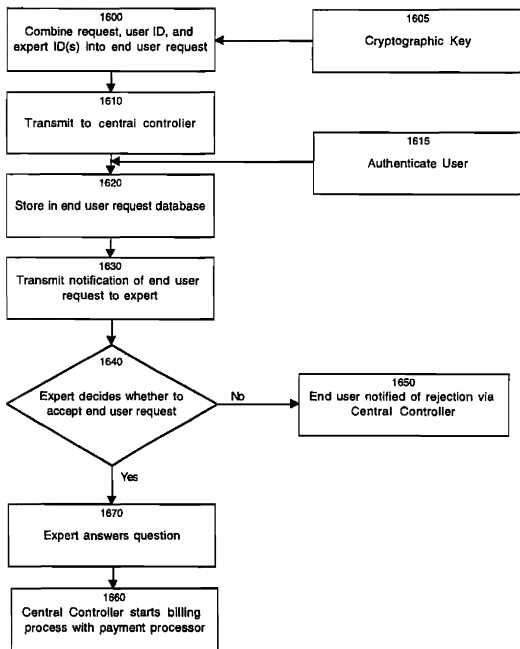 1600
Combine request, user ID, and
expert ID(s) into end user request
1605
Cryptographic Key
1610
Transmit to central controller
1615
Authenticate User
1620
Store in end user request database
1630
Transmit notification of end user
request to expert
1640
Expert decides whether to
accept end user request
No
1650
End user notified of rejection via
Central Controller
Yes
1670
Expert answers question
1660
Central Controller starts billing
process with payment processor